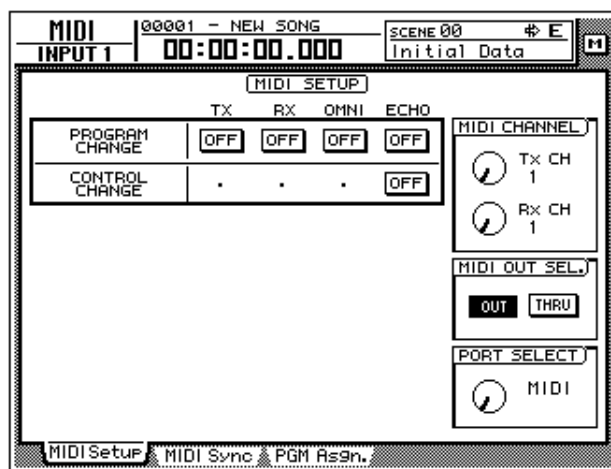 MIDI
INPUT 1
00001 - NEW SONG
00:00:00.000
SCENE 00 E
Initial Data
M
MIDI SETUP
TX RX OMNI ECHO
PROGRAM CHANGE OFF OFF OFF OFF
CONTROL CHANGE . . . OFF
MIDI CHANNEL
Tx CH
1
Rx CH
1
MIDI OUT SEL.
OUT THRU
PORT SELECT
MIDI
MIDI Setup MIDI Sync PGM Asgn.